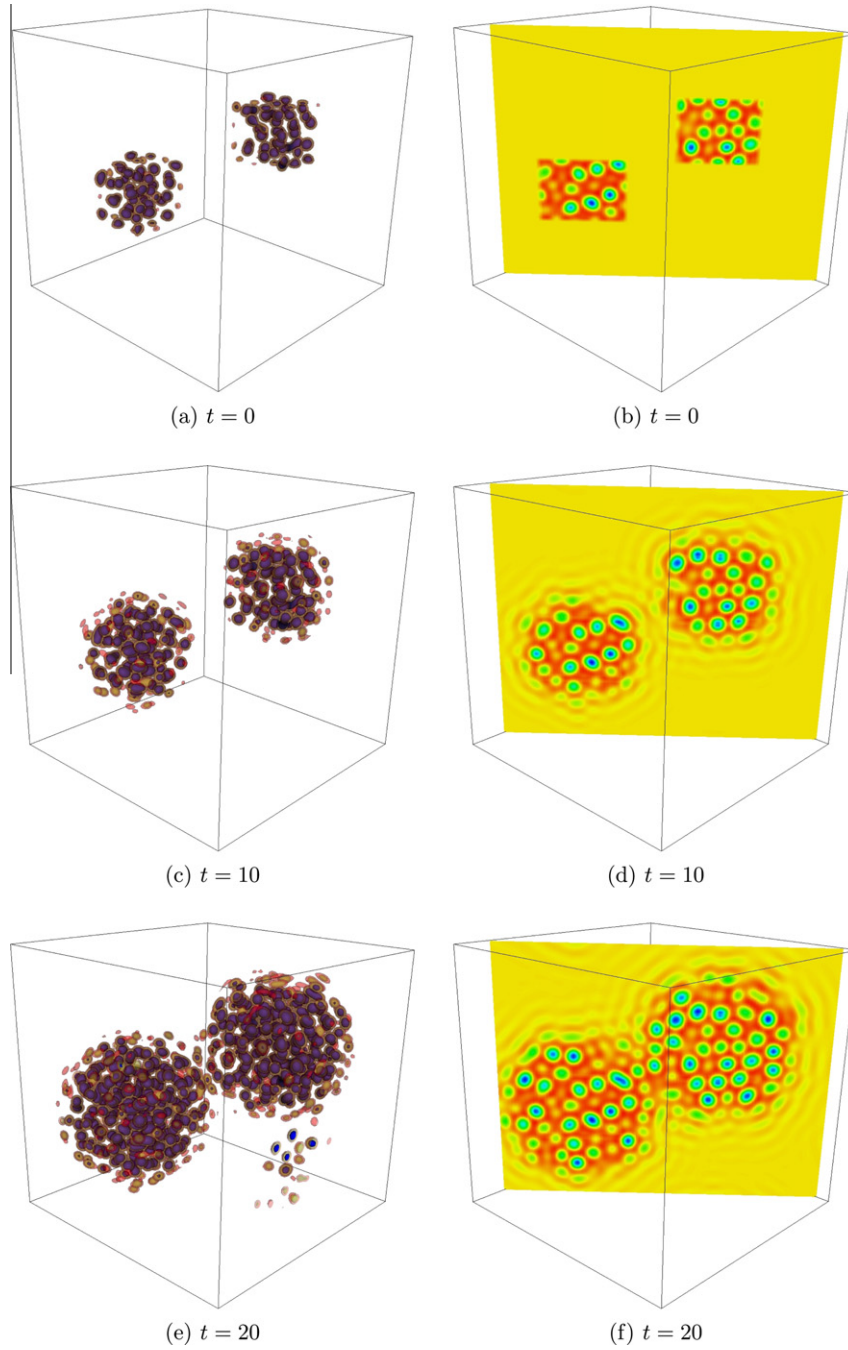 (a) t = 0
(b) t = 0
(c) t = 10
(d) t = 10
(e) t = 20
(f) t = 20